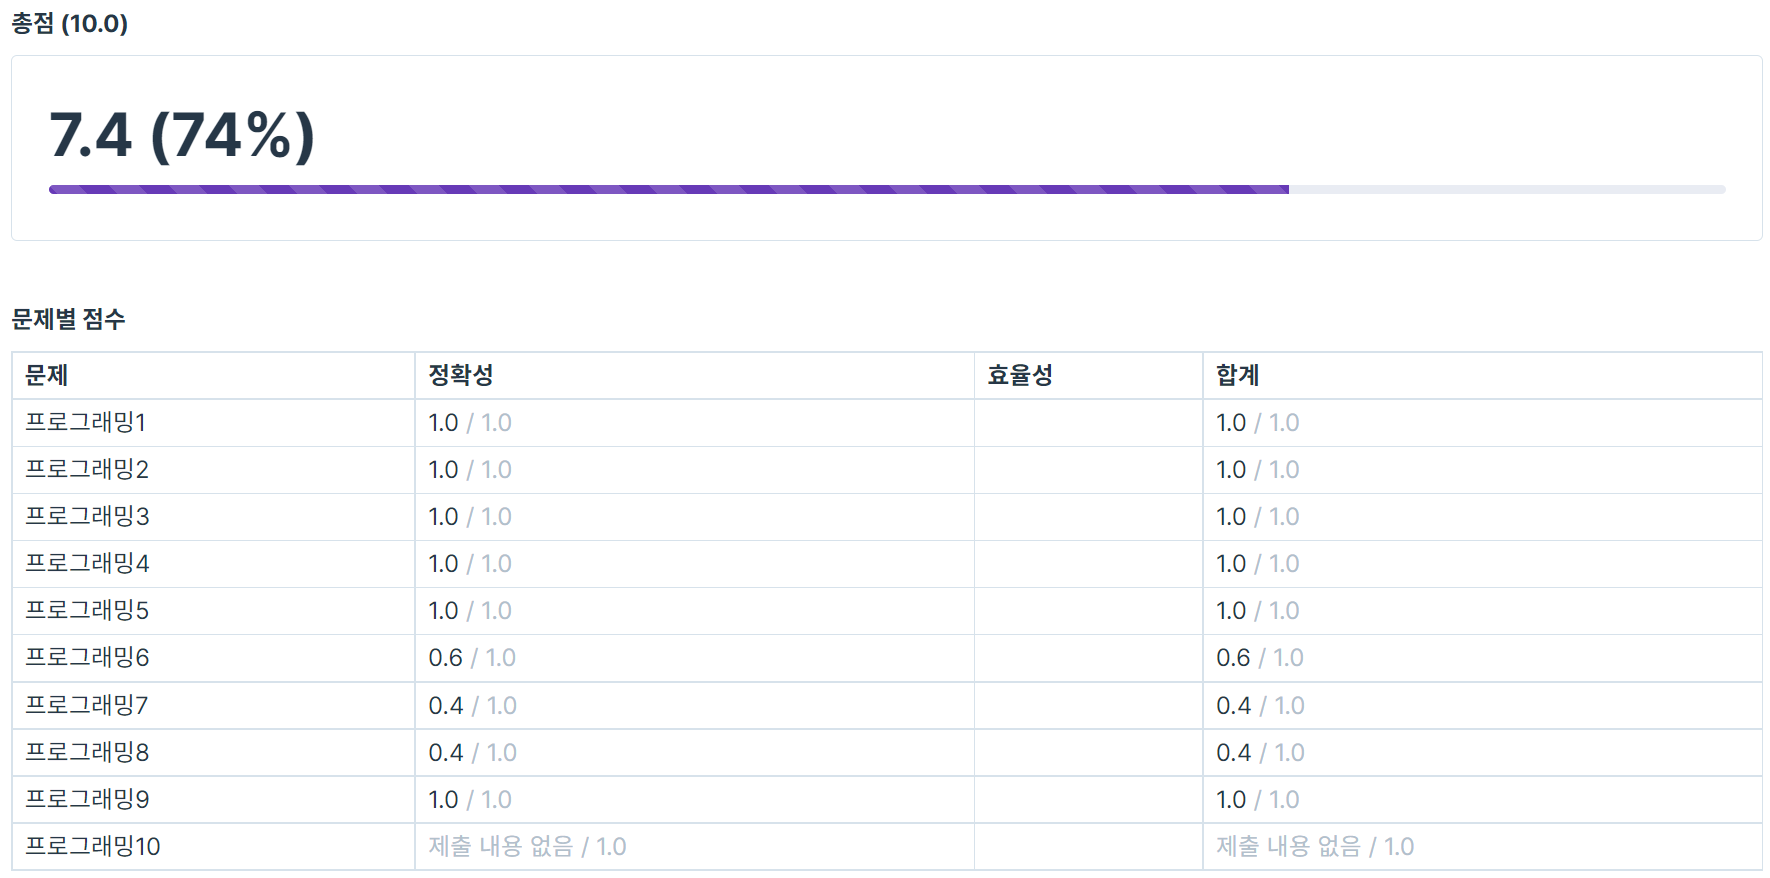 총점 (10.0)
7.4 (74%)
문제별 점수
문제 정확성 효율성 합계
프로그래밍1 1.0 / 1.0 1.0 / 1.0
프로그래밍2 1.0 / 1.0 1.0 / 1.0
프로그래밍3 1.0 / 1.0 1.0 / 1.0
프로그래밍4 1.0 / 1.0 1.0 / 1.0
프로그래밍5 1.0 / 1.0 1.0 / 1.0
프로그래밍6 0.6 / 1.0 0.6 / 1.0
프로그래밍7 0.4 / 1.0 0.4 / 1.0
프로그래밍8 0.4 / 1.0 0.4 / 1.0
프로그래밍9 1.0 / 1.0 1.0 / 1.0
프로그래밍10 제출 내용 없음 / 1.0 제출 내용 없음 / 1.0